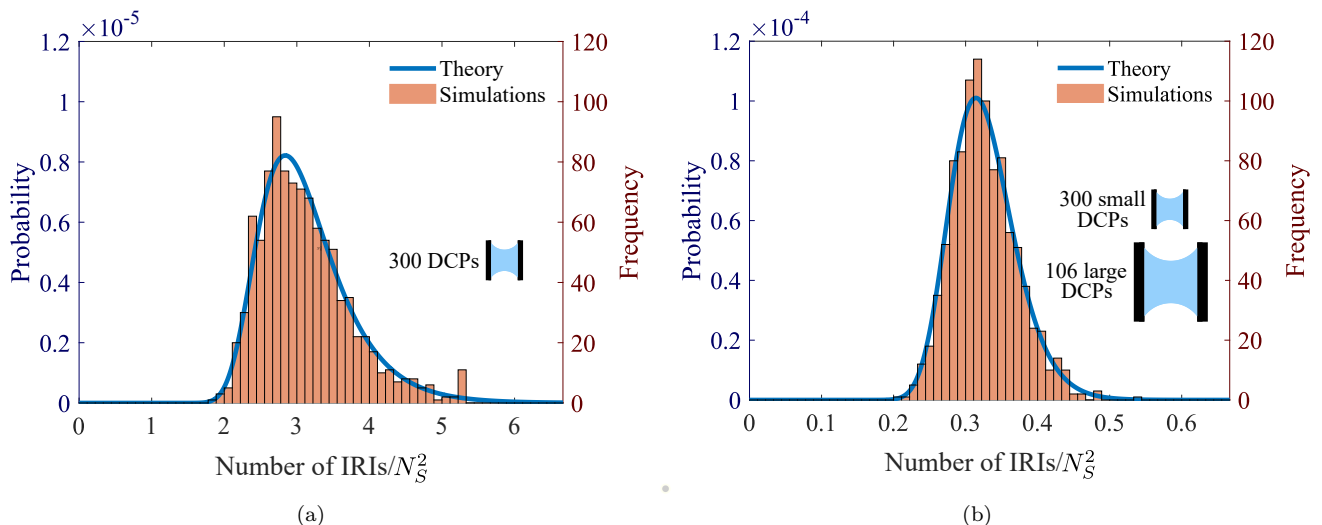 ×10⁻⁵
1.2
1
0.8
0.6
0.4
0.2
0
Probability
120
100
80
60
40
20
0
Frequency
Theory
Simulations
300 DCPs
0 1 2 3 4 5 6
Number of IRIs/N_S^2
(a)
×10⁻⁴
1.2
1
0.8
0.6
0.4
0.2
0
Probability
120
100
80
60
40
20
0
Frequency
Theory
Simulations
300 small
DCPs
106 large
DCPs
0 0.1 0.2 0.3 0.4 0.5 0.6
Number of IRIs/N_S^2
(b)